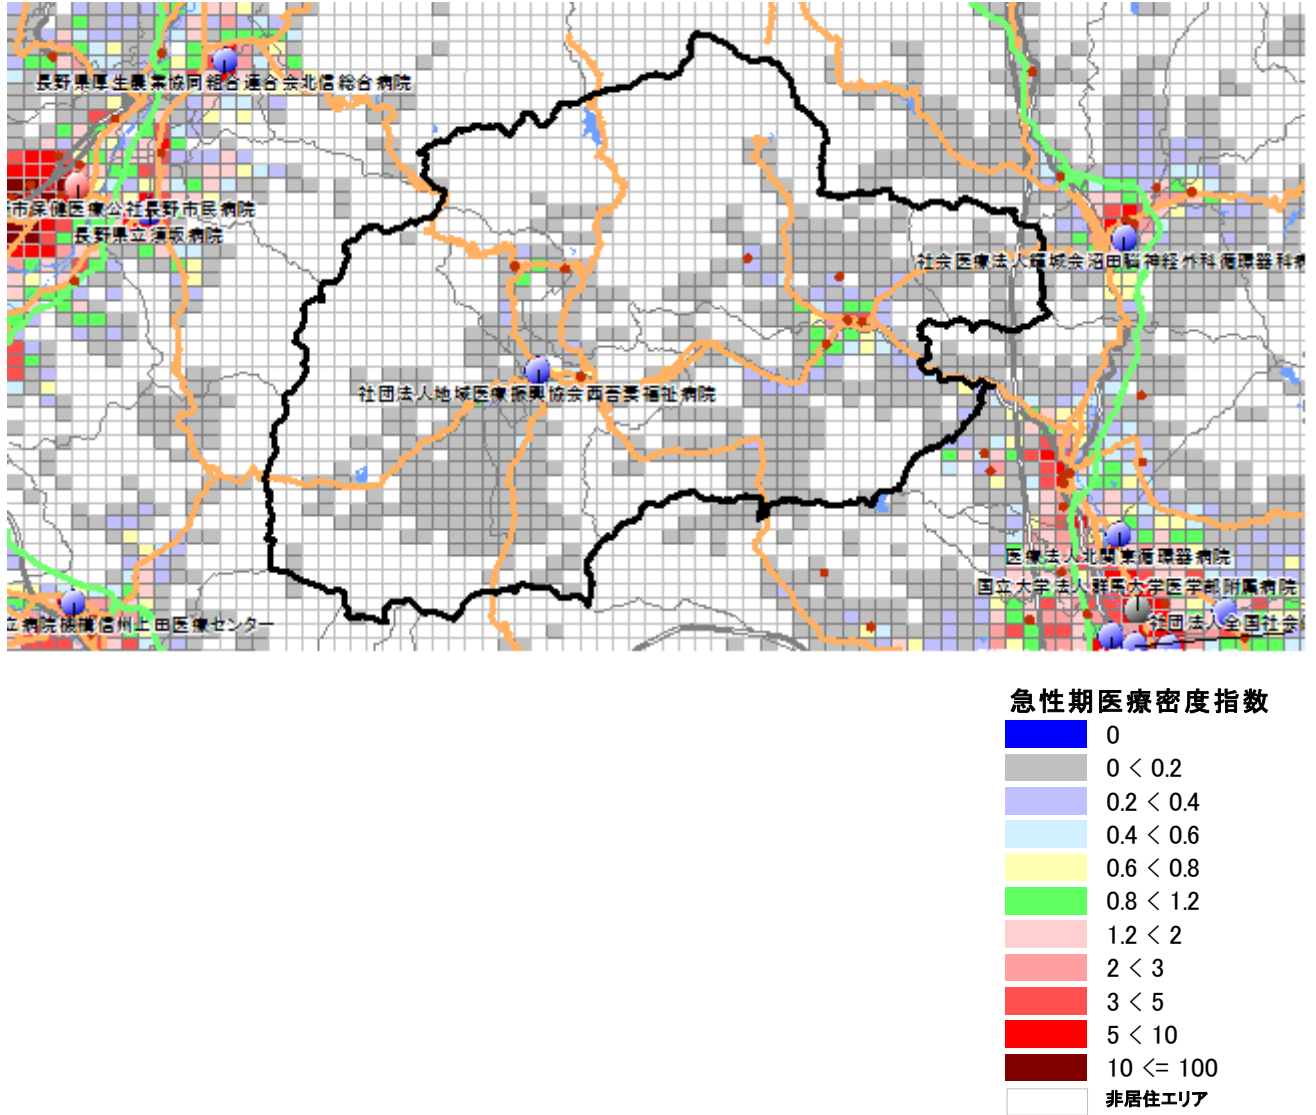 長野県厚生農業協同組合連合会北信総合病院
市保健医療公社長野市民病院
長野県立須坂病院
社会医療法人輝城会沼田脳神経外科循環器科病
社団法人地域医療振興協会西吾妻福祉病院
医療法人北関東循環器病院
国立大学法人群馬大学医学部附属病院
社団法人全国社会
立病院機構信州上田医療センター
急性期医療密度指数
0
0 < 0.2
0.2 < 0.4
0.4 < 0.6
0.6 < 0.8
0.8 < 1.2
1.2 < 2
2 < 3
3 < 5
5 < 10
10 <= 100
非居住エリア